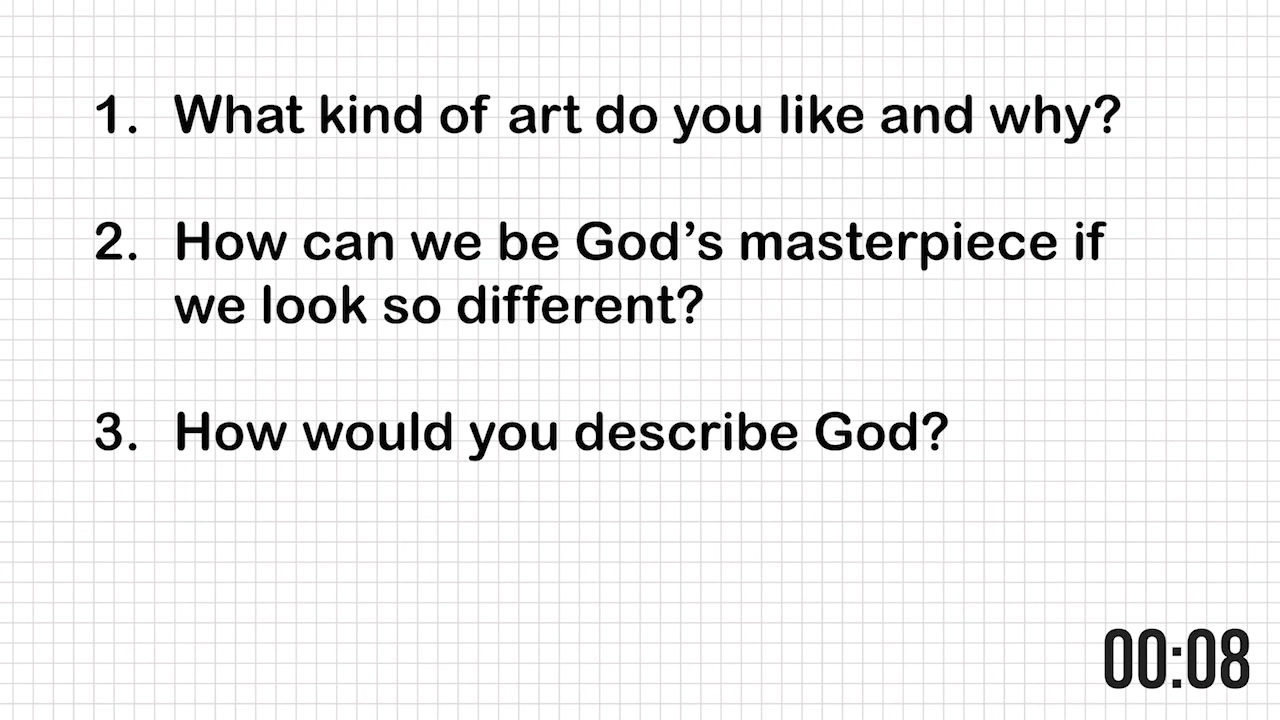 1. What kind of art do you like and why?
2. How can we be God’s masterpiece if
we look so different?
3. How would you describe God?
00:08